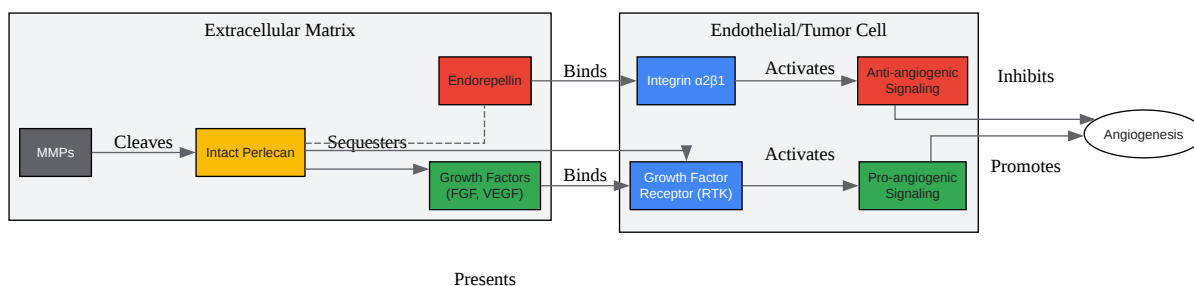 Extracellular Matrix
Endothelial/Tumor Cell
Endorepellin
Binds
Integrin α2β1
Activates
Anti-angiogenic
Signaling
Inhibits
MMPs
Cleaves
Intact Perlecan
Sequesters
Angiogenesis
Growth Factors
(FGF, VEGF)
Binds
Growth Factor
Receptor (RTK)
Activates
Pro-angiogenic
Signaling
Promotes
Presents